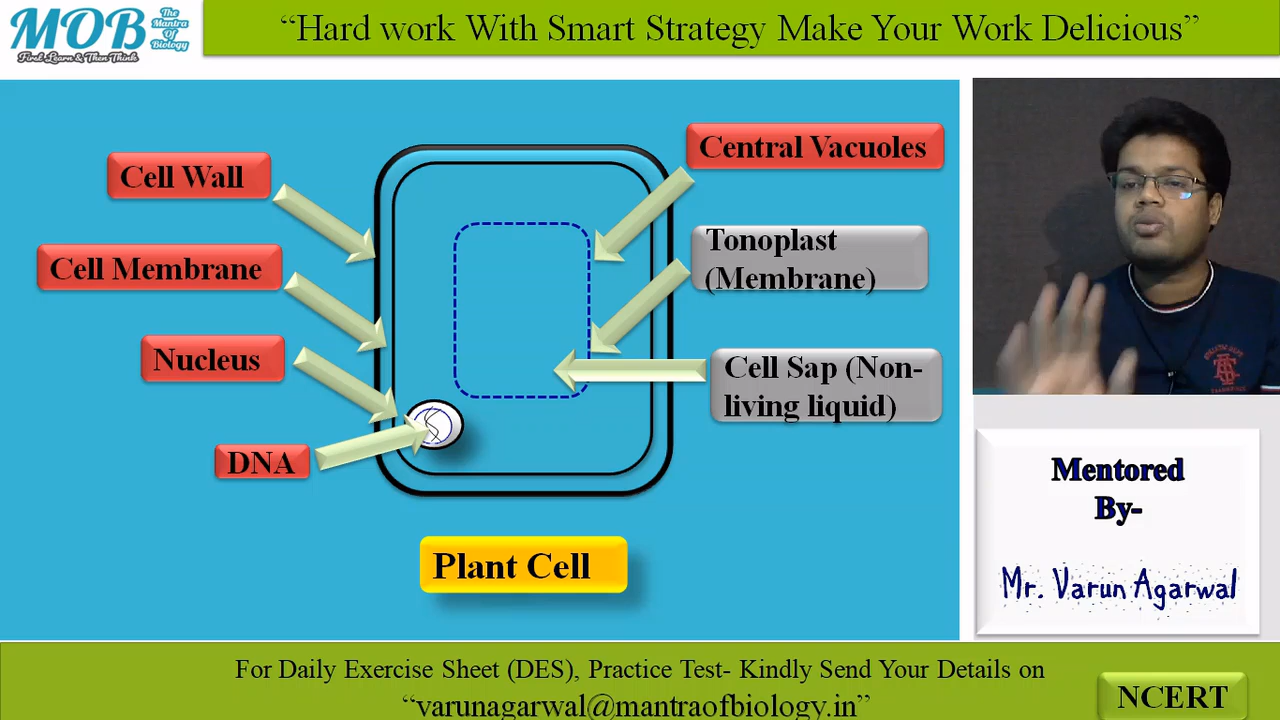 MOB
The
Mantra
Of
Biology
First Learn & Then Think
“Hard work With Smart Strategy Make Your Work Delicious”
Cell Wall
Cell Membrane
Nucleus
DNA
Central Vacuoles
Tonoplast
(Membrane)
Cell Sap (Non-
living liquid)
Plant Cell
Mentored
By-
Mr. Varun Agarwal
For Daily Exercise Sheet (DES), Practice Test- Kindly Send Your Details on
“varunagarwal@mantraofbiology.in”
NCERT